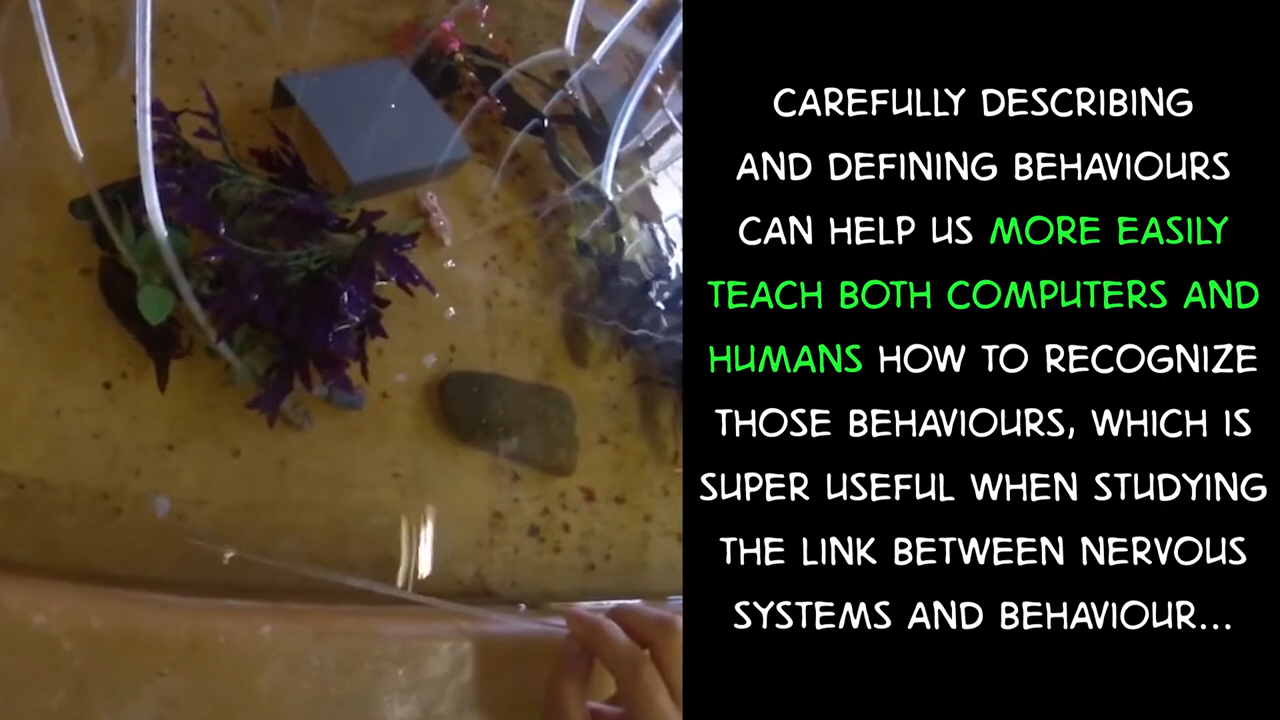 CAREFULLY DESCRIBING
AND DEFINING BEHAVIOURS
CAN HELP US MORE EASILY
TEACH BOTH COMPUTERS AND
HUMANS HOW TO RECOGNIZE
THOSE BEHAVIOURS, WHICH IS
SUPER USEFUL WHEN STUDYING
THE LINK BETWEEN NERVOUS
SYSTEMS AND BEHAVIOUR...